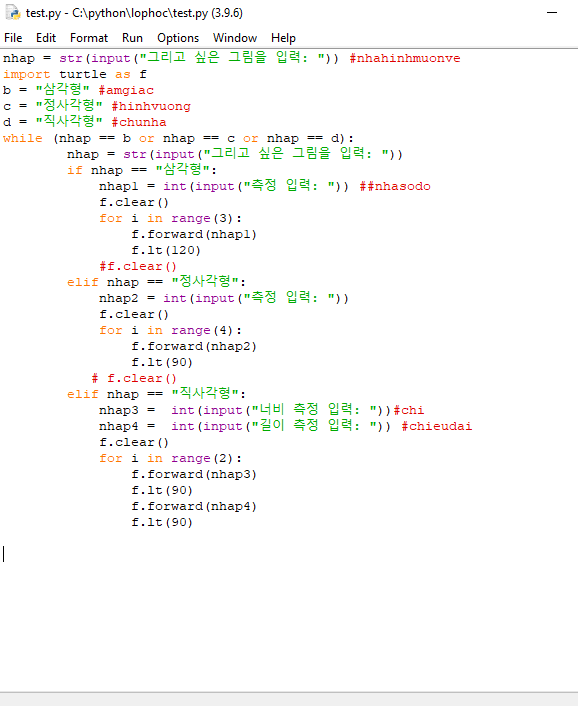 test.py - C:\python\lophoc\test.py (3.9.6)
File Edit Format Run Options Window Help
nhap = str(input("그리고 싶은 그림을 입력: ")) #nhahinhmuonve
import turtle as f
b = "삼각형" #amgiac
c = "정사각형" #hinhvuong
d = "직사각형" #chunha
while (nhap == b or nhap == c or nhap == d):
        nhap = str(input("그리고 싶은 그림을 입력: "))
        if nhap == "삼각형":
            nhap1 = int(input("측정 입력: ")) ##nhasodo
            f.clear()
            for i in range(3):
                f.forward(nhap1)
                f.lt(120)
            #f.clear()
        elif nhap == "정사각형":
            nhap2 = int(input("측정 입력: "))
            f.clear()
            for i in range(4):
                f.forward(nhap2)
                f.lt(90)
           # f.clear()
        elif nhap == "직사각형":
            nhap3 =  int(input("너비 측정 입력: "))#chi
            nhap4 =  int(input("길이 측정 입력: ")) #chieudai
            f.clear()
            for i in range(2):
                f.forward(nhap3)
                f.lt(90)
                f.forward(nhap4)
                f.lt(90)